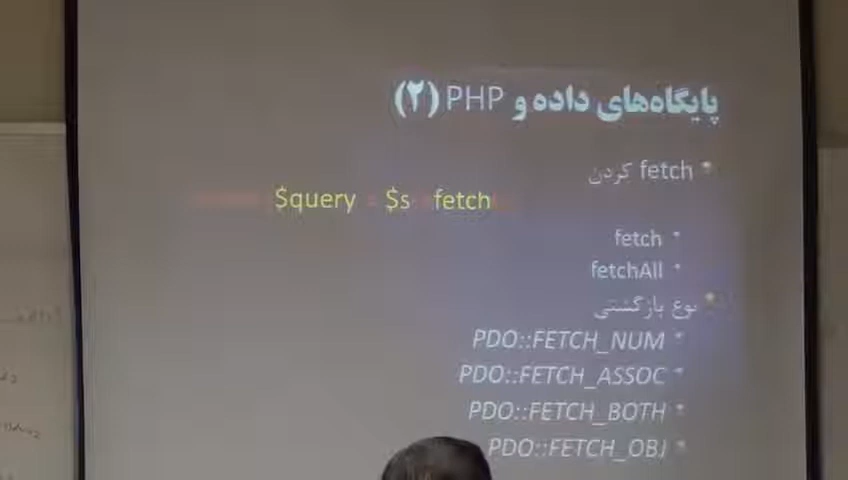 پایگاه‌های داده و PHP (۲)
fetch کردن
$query $s fetch
fetch
fetchAll
نوع بازگشتی
PDO::FETCH_NUM
PDO::FETCH_ASSOC
PDO::FETCH_BOTH
PDO::FETCH_OBJ